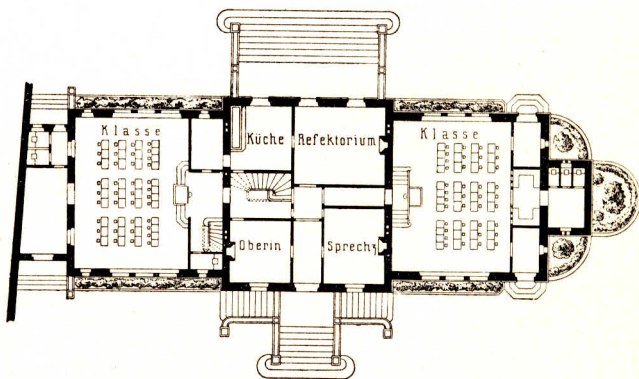 Klasse
Küche
Refektorium
Klasse
Oberin
Sprechz